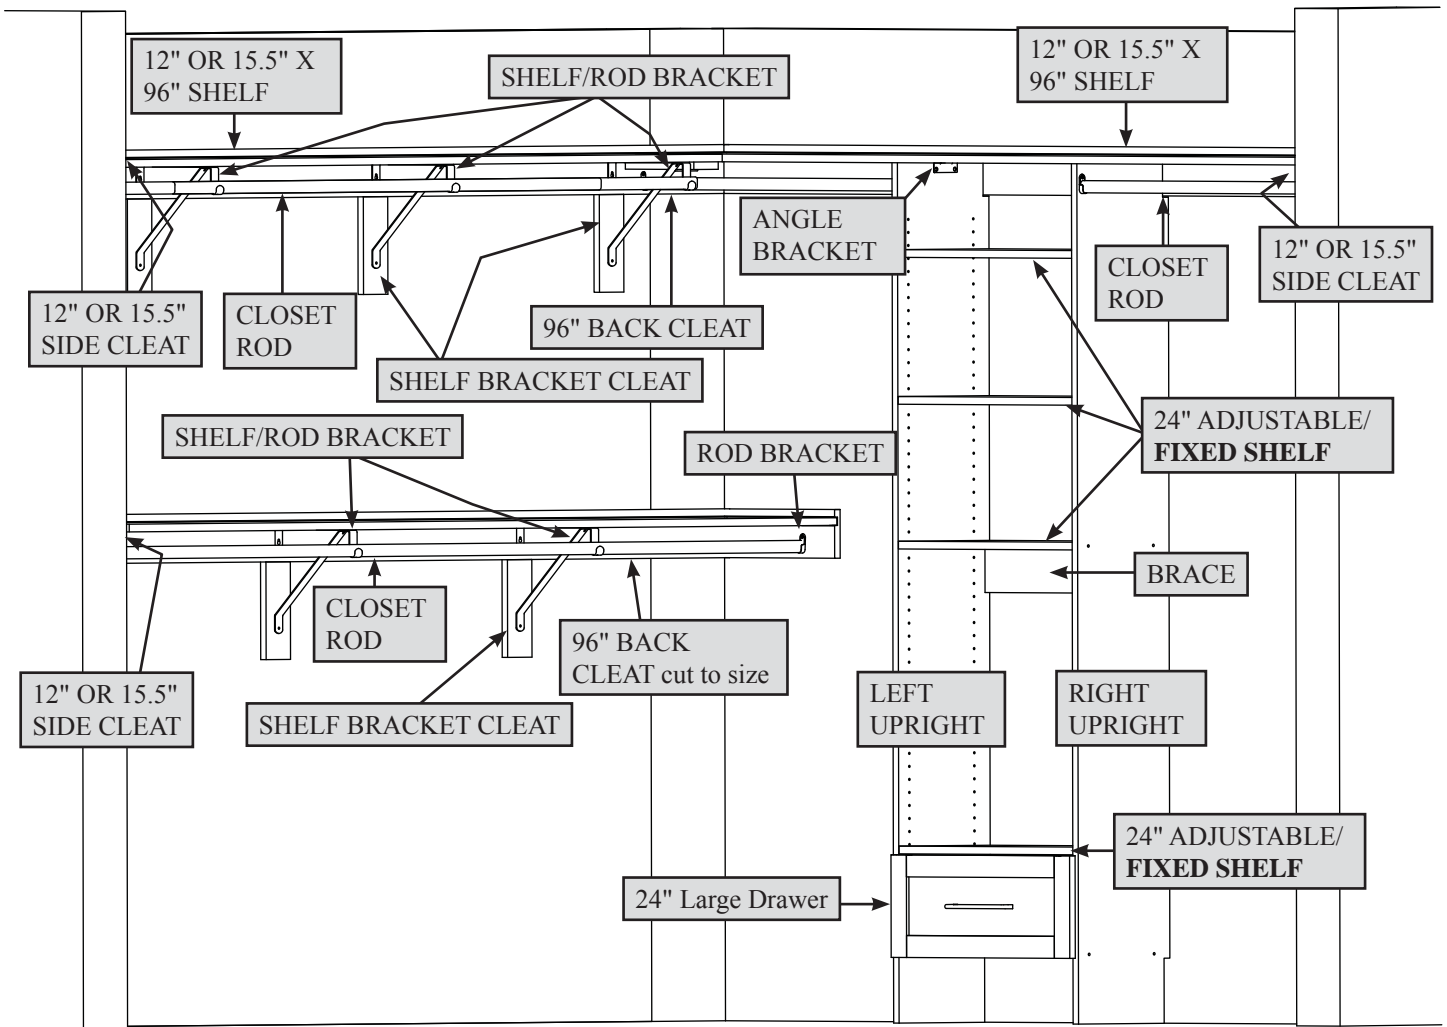 12" OR 15.5" X
96" SHELF
SHELF/ROD BRACKET
12" OR 15.5" X
96" SHELF
ANGLE
BRACKET
CLOSET
ROD
12" OR 15.5"
SIDE CLEAT
12" OR 15.5"
SIDE CLEAT
CLOSET
ROD
96" BACK CLEAT
SHELF BRACKET CLEAT
SHELF/ROD BRACKET
ROD BRACKET
24" ADJUSTABLE/
FIXED SHELF
BRACE
CLOSET
ROD
96" BACK
CLEAT cut to size
12" OR 15.5"
SIDE CLEAT
SHELF BRACKET CLEAT
LEFT
UPRIGHT
RIGHT
UPRIGHT
24" ADJUSTABLE/
FIXED SHELF
24" Large Drawer